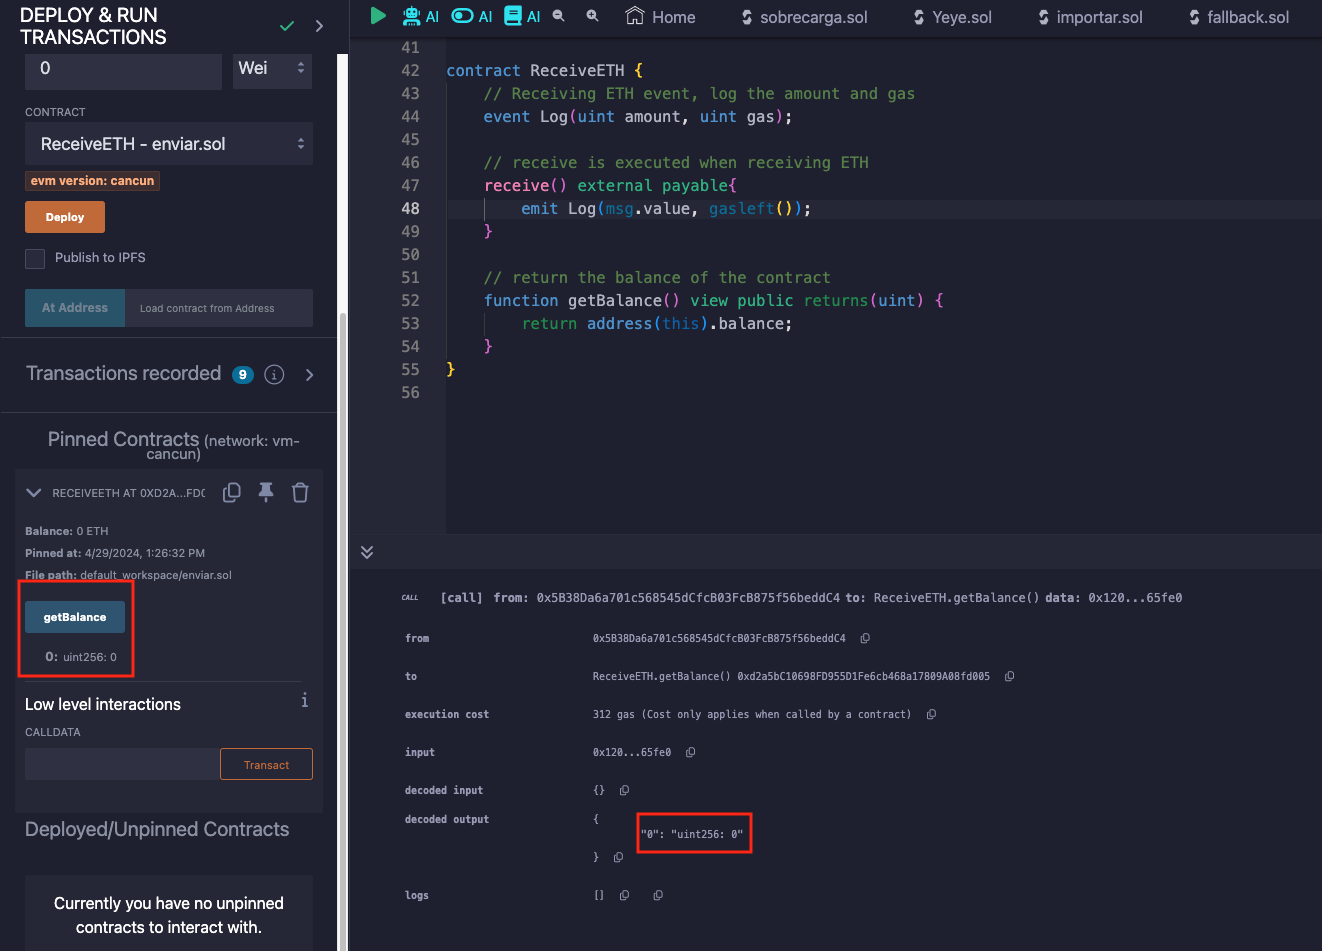 DEPLOY & RUN
TRANSACTIONS
0
Wei
CONTRACT
ReceiveETH - enviar.sol
evm version: cancun
Deploy
Publish to IPFS
At Address
Load contract from Address
Transactions recorded 9
Pinned Contracts (network: vm-
cancun)
RECEIVEETH AT 0XD2A...FD0
Balance: 0 ETH
Pinned at: 4/29/2024, 1:26:32 PM
File path: default_workspace/enviar.sol
getBalance
0: uint256: 0
Low level interactions
CALLDATA
Transact
Deployed/Unpinned Contracts
Currently you have no unpinned
contracts to interact with.
AI AI AI Home sobrecarga.sol Yeye.sol importar.sol fallback.sol
41
42 contract ReceiveETH {
43 // Receiving ETH event, log the amount and gas
44 event Log(uint amount, uint gas);
45
46 // receive is executed when receiving ETH
47 receive() external payable{
48 emit Log(msg.value, gasleft());
49 }
50
51 // return the balance of the contract
52 function getBalance() view public returns(uint) {
53 return address(this).balance;
54 }
55 }
56
CALL [call] from: 0x5B38Da6a701c568545dCfcB03FcB875f56beddC4 to: ReceiveETH.getBalance() data: 0x120...65fe0
from 0x5B38Da6a701c568545dCfcB03FcB875f56beddC4
to ReceiveETH.getBalance() 0xd2a5bC10698FD955D1Fe6cb468a17809A08fd005
execution cost 312 gas (Cost only applies when called by a contract)
input 0x120...65fe0
decoded input {}
decoded output {
"0": "uint256: 0"
}
logs []